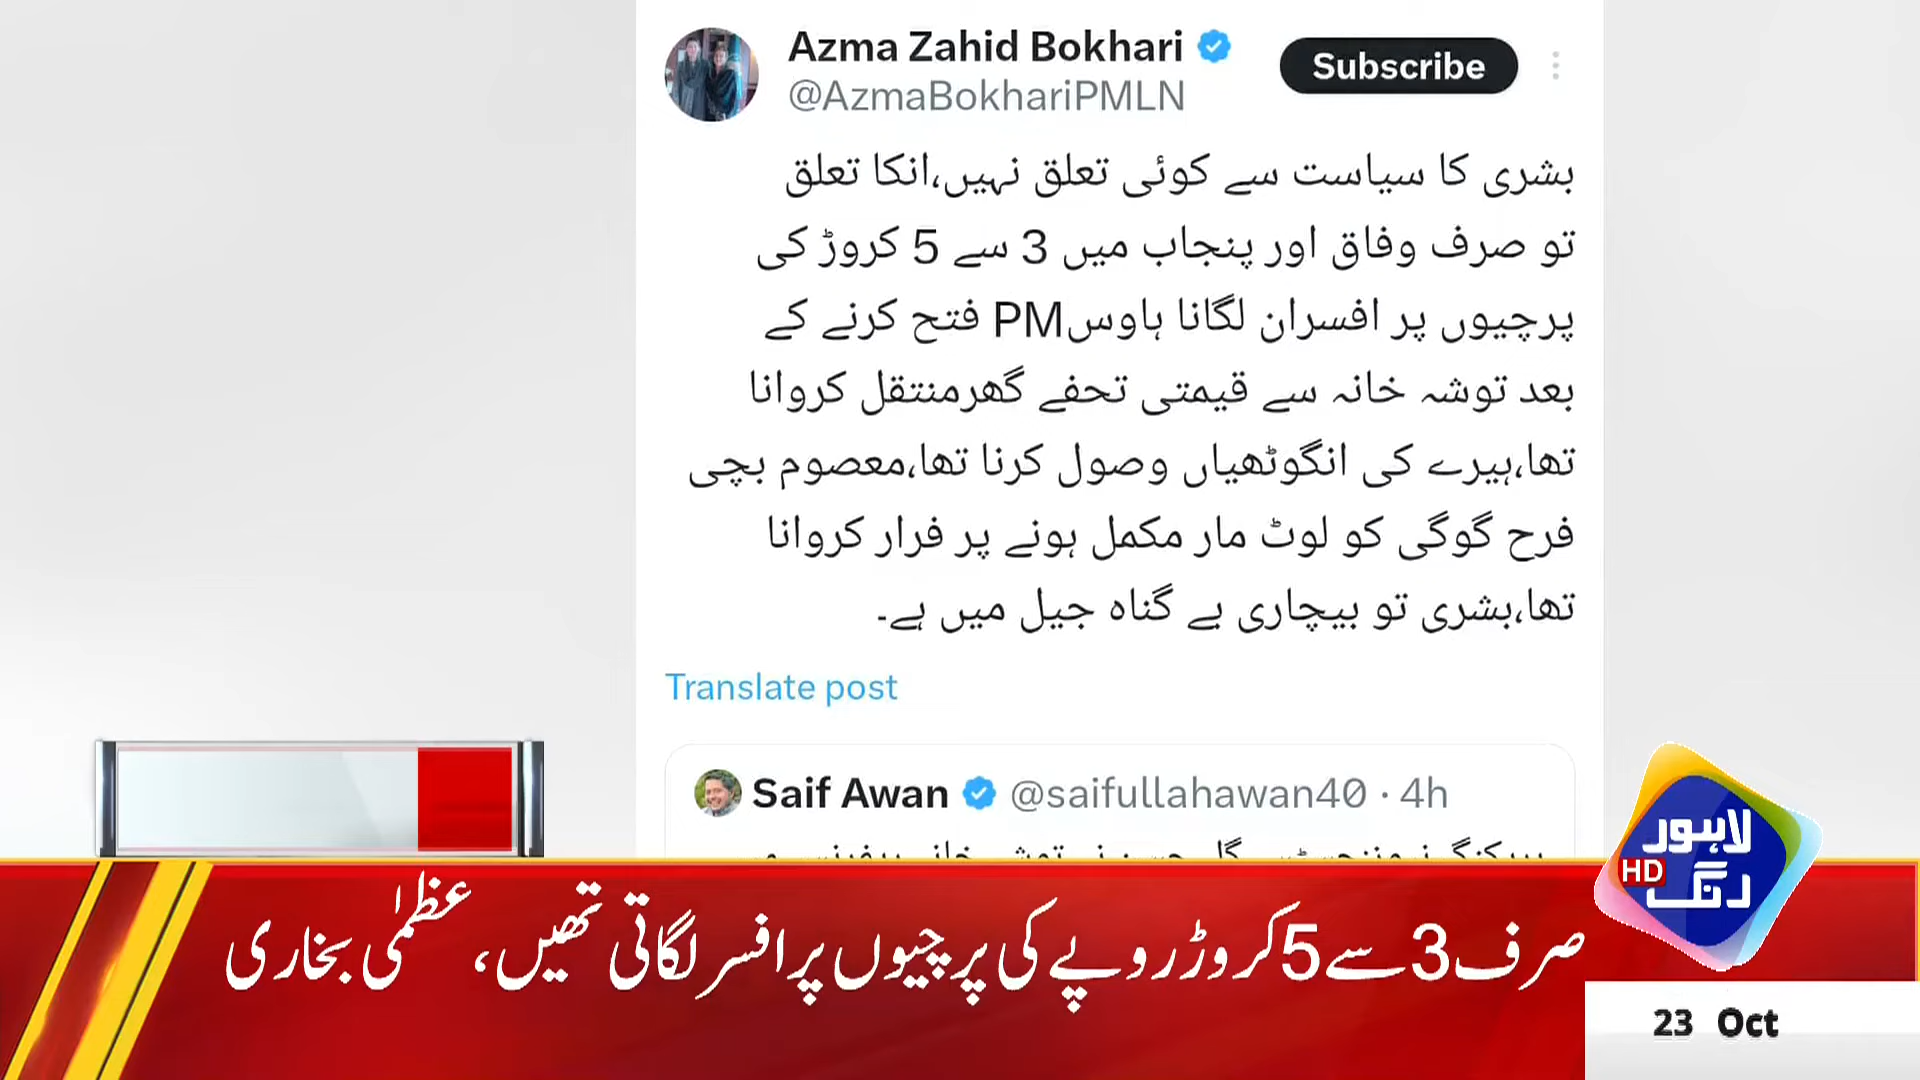 Azma Zahid Bokhari
@AzmaBokhariPMLN
Subscribe
بشری کا سیاست سے کوئی تعلق نہیں،انکا تعلق
تو صرف وفاق اور پنجاب میں 3 سے 5 کروڑ کی
پرچیوں پر افسران لگانا ہاوسPM فتح کرنے کے
بعد توشہ خانہ سے قیمتی تحفے گھرمنتقل کروانا
تھا،ہیرے کی انگوٹھیاں وصول کرنا تھا،معصوم بچی
فرح گوگی کو لوٹ مار مکمل ہونے پر فرار کروانا
تھا،بشری تو بیچاری بے گناہ جیل میں ہے۔
Translate post
Saif Awan @saifullahawan40 · 4h
لاہور
رنگ
HD
صرف 3 سے 5 کروڑ روپے کی پرچیوں پر افسر لگاتی تھیں، عظمٰی بخاری
23 Oct